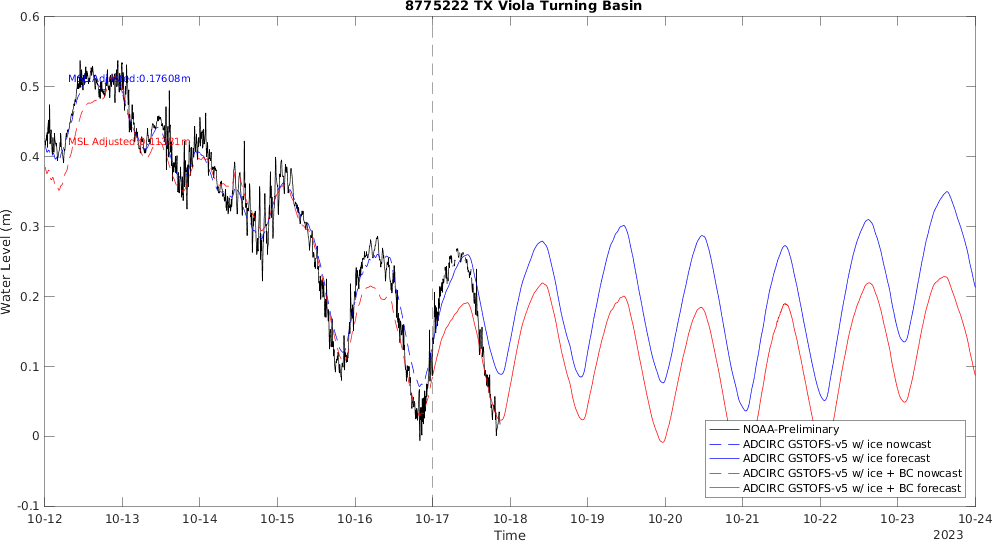 8775222 TX Viola Turning Basin
0.6
0.5
0.4
0.3
0.2
0.1
0
-0.1
Water Level (m)
MSL Adjusted:0.17608m
MSL Adjusted:
NOAA-Preliminary
ADCIRC GSTOFS-v5 w/ ice nowcast
ADCIRC GSTOFS-v5 w/ ice forecast
ADCIRC GSTOFS-v5 w/ ice + BC nowcast
ADCIRC GSTOFS-v5 w/ ice + BC forecast
10-12 10-13 10-14 10-15 10-16 10-17 10-18 10-19 10-20 10-21 10-22 10-23 10-24
Time
2023